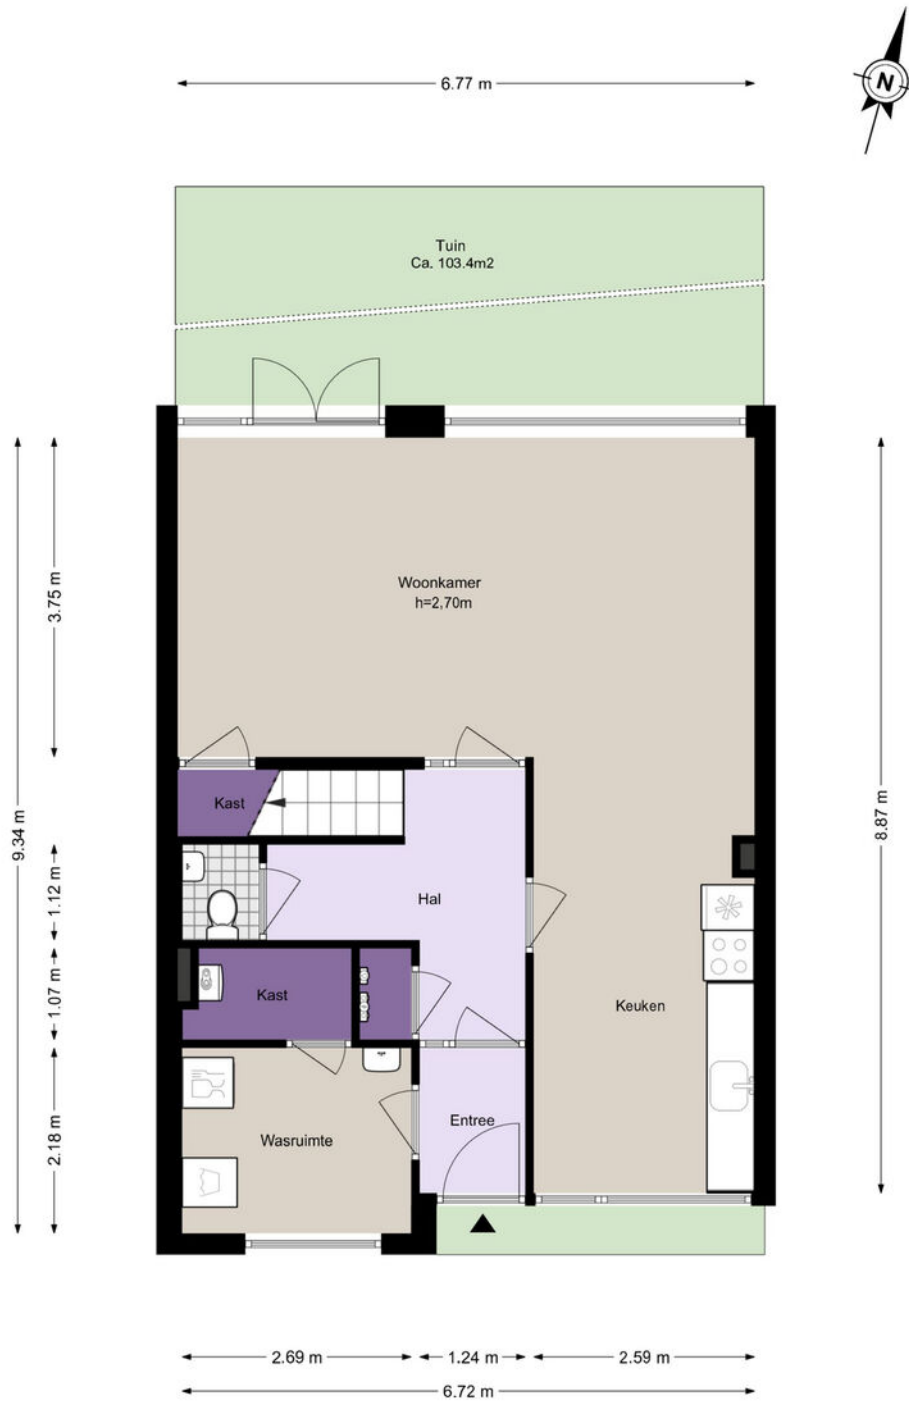 6.77 m
N
Tuin
Ca. 103.4m2
Woonkamer
h=2,70m
3.75 m
9.34 m
8.87 m
Kast
1.12 m
Hal
1.07 m
Kast
Keuken
2.18 m
Wasruimte
Entree
2.69 m
1.24 m
2.59 m
6.72 m